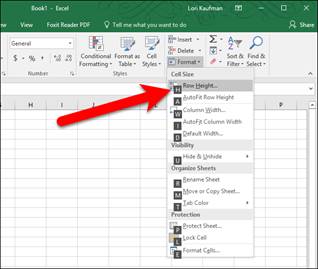 Book1 - Excel
Lori Kaufman
VIEW
Foxit Reader PDF
Tell me what you want to do
Share
General
$ % ,
Conditional Formatting
Format as Table
Cell Styles
Number
Styles
Insert
Delete
Format
Sort & Filter
Find & Select
Cell Size
H Row Height...
A AutoFit Row Height
W Column Width...
I AutoFit Column Width
D Default Width...
Visibility
U Hide & Unhide
Organize Sheets
R Rename Sheet
M Move or Copy Sheet...
T Tab Color
Protection
P Protect Sheet...
L Lock Cell
E Format Cells...
G H I J K P